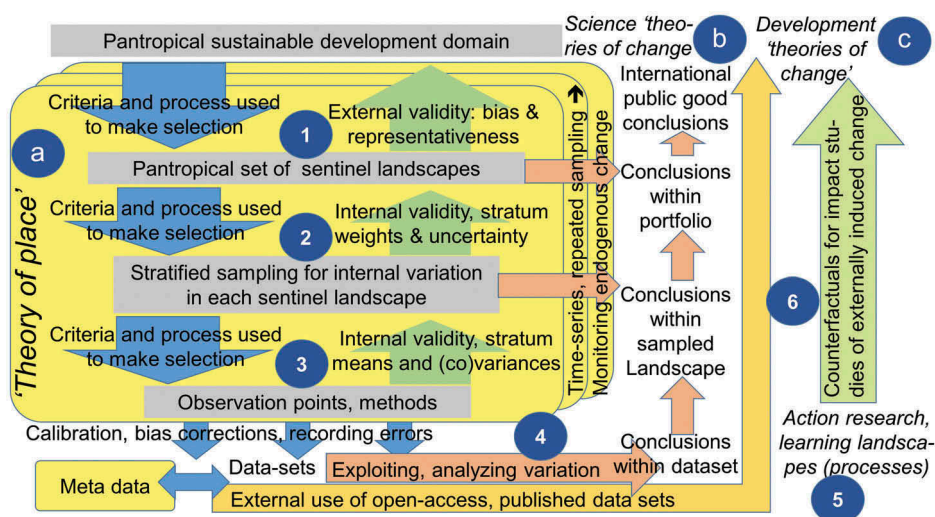 Pantropical sustainable development domain
Science 'theo-
ries of change'
b
Development
'theories of
change'
c
a
'Theory of place'
Criteria and process used
to make selection
1
External validity: bias &
representativeness
Pantropical set of sentinel landscapes
Criteria and process used
to make selection
2
Internal validity, stratum
weights & uncertainty
Stratified sampling for internal variation
in each sentinel landscape
Criteria and process used
to make selection
3
Internal validity, stratum
means and (co)variances
Observation points, methods
Time-series, repeated sampling →
Monitoring endogenous change
International
public good
conclusions
Conclusions
within
portfolio
Conclusions
within
sampled
Landscape
Conclusions
within dataset
6
Counterfactuals for impact stu-
dies of externally induced change
Action research,
learning landsca-
pes (processes)
5
Calibration, bias corrections, recording errors
4
Data-sets
Exploiting, analyzing variation
Meta data
External use of open-access, published data sets